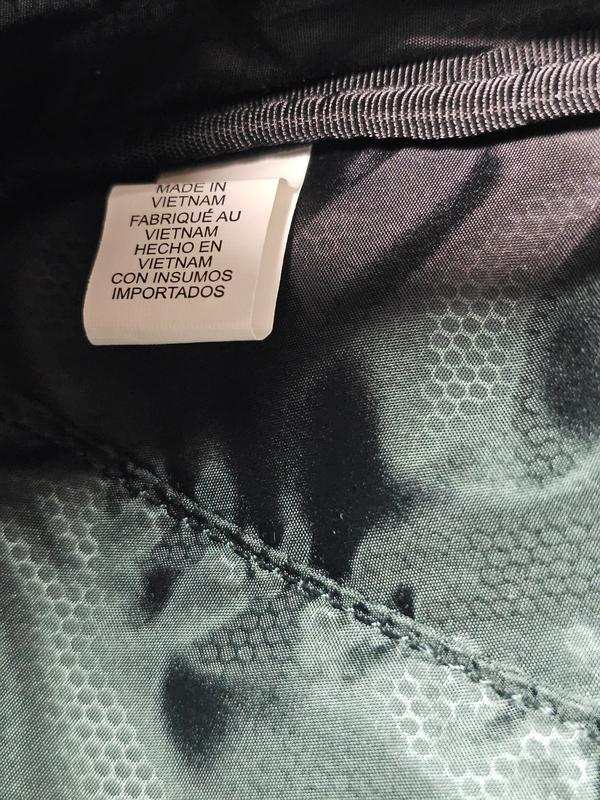 MADE IN
VIETNAM
FABRIQUÉ AU
VIETNAM
HECHO EN
VIETNAM
CON INSUMOS
IMPORTADOS